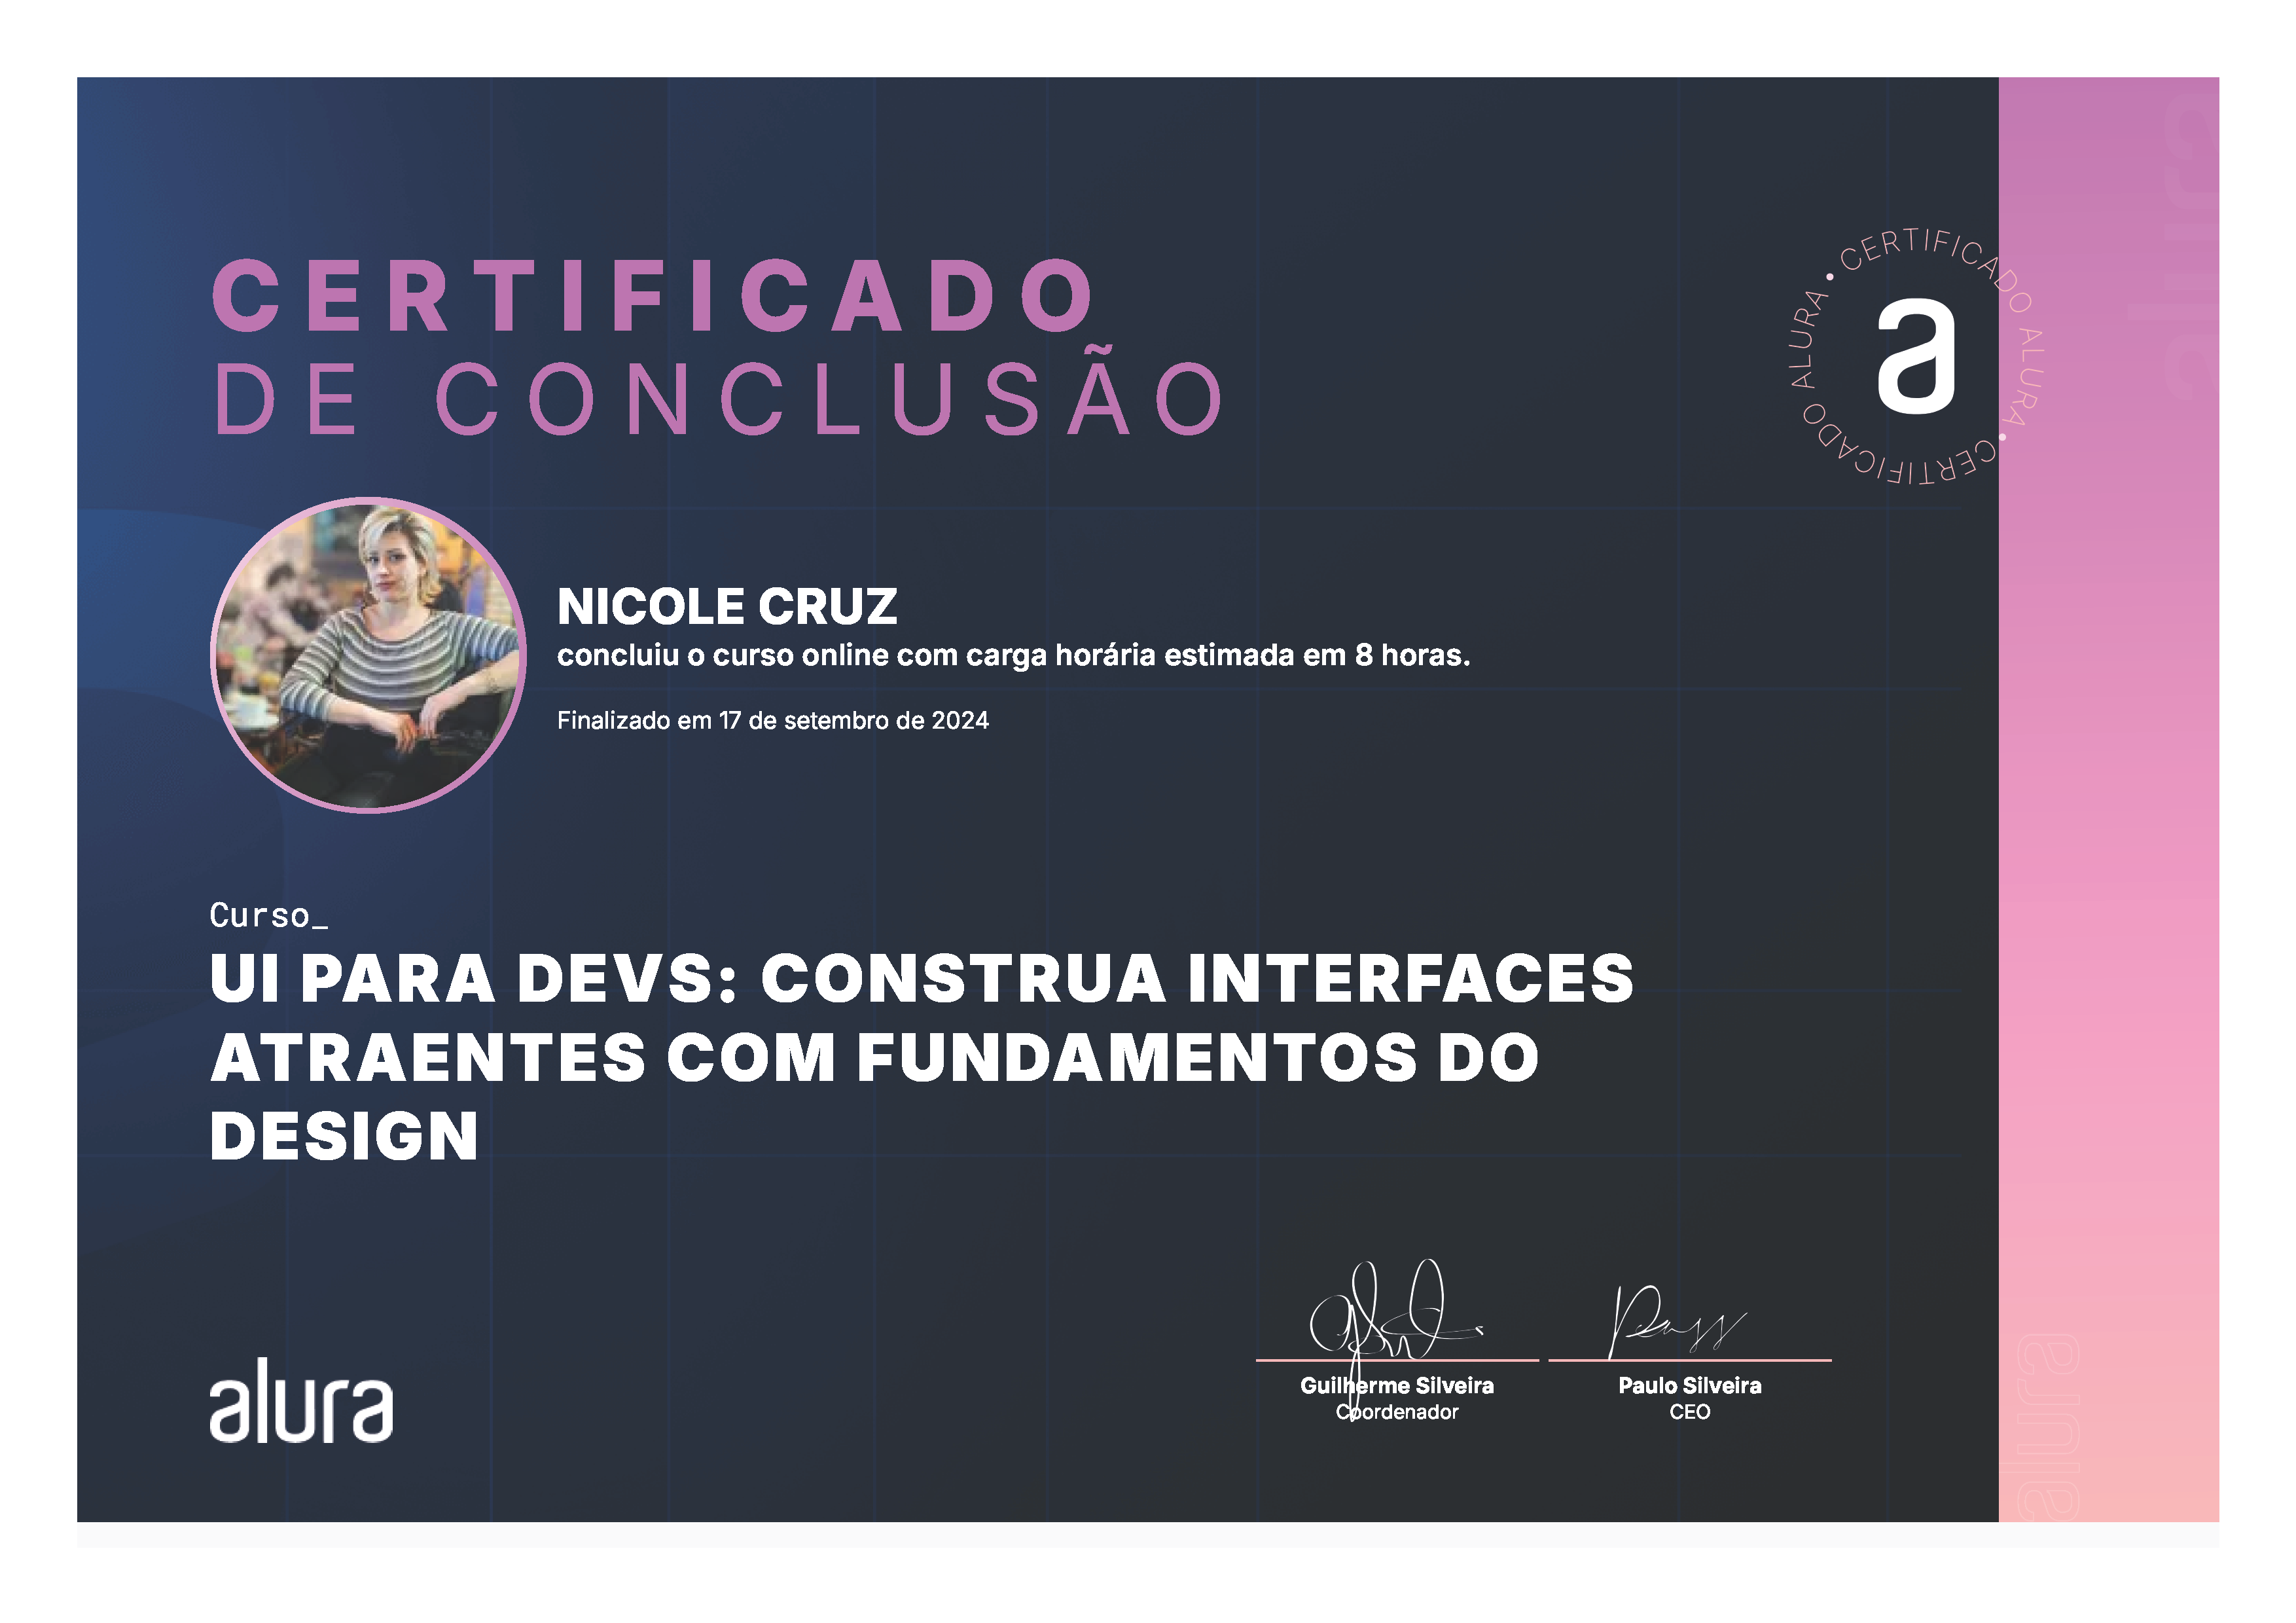 CERTIFICADO
DE CONCLUSÃO
CERTIFICADO ALURA • CERTIFICADO ALURA •
a
alura
NICOLE CRUZ
concluiu o curso online com carga horária estimada em 8 horas.
Finalizado em 17 de setembro de 2024
Curso_
UI PARA DEVS: CONSTRUA INTERFACES
ATRAENTES COM FUNDAMENTOS DO
DESIGN
Guilherme Silveira
Coordenador
Paulo Silveira
CEO
alura
alura